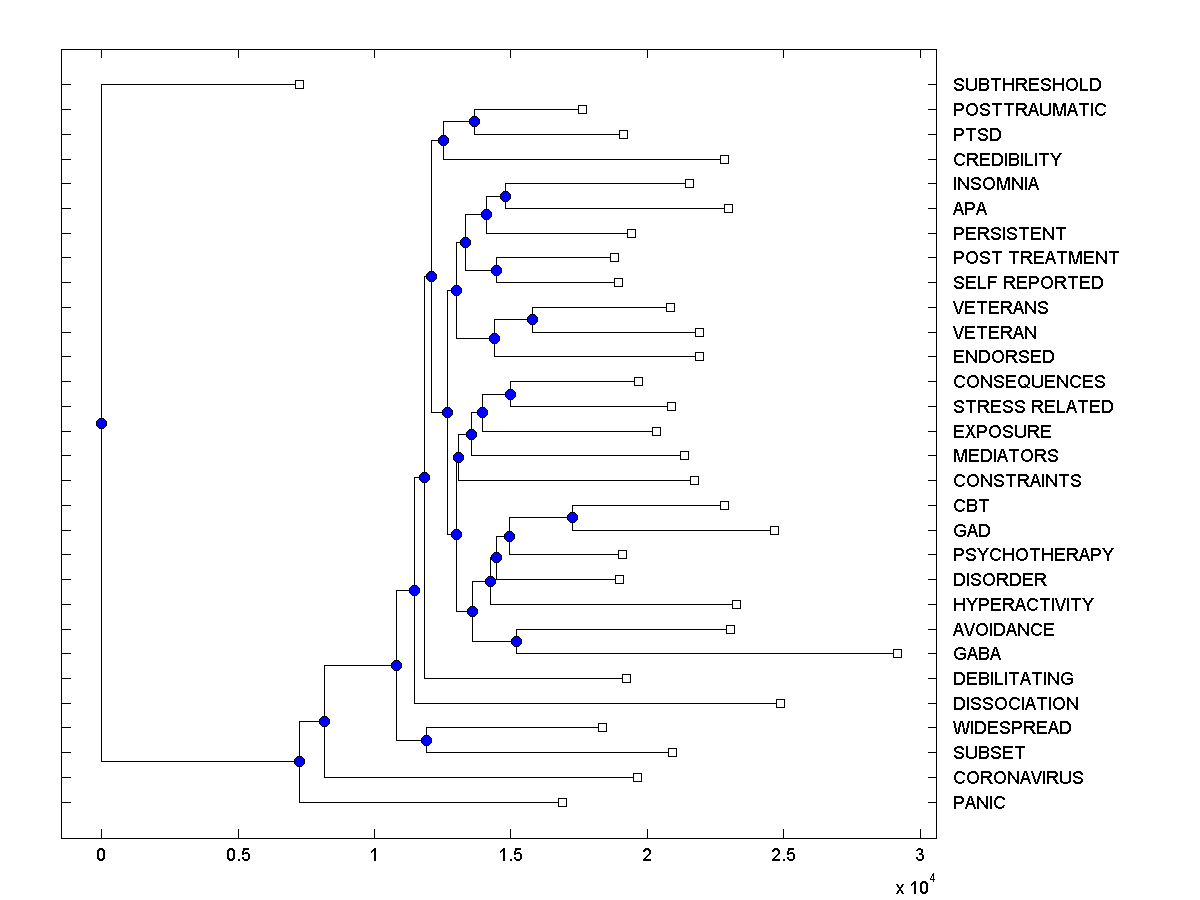 SUBTHRESHOLD
POSTTRAUMATIC
PTSD
CREDIBILITY
INSOMNIA
APA
PERSISTENT
POST TREATMENT
SELF REPORTED
VETERANS
VETERAN
ENDORSED
CONSEQUENCES
STRESS RELATED
EXPOSURE
MEDIATORS
CONSTRAINTS
CBT
GAD
PSYCHOTHERAPY
DISORDER
HYPERACTIVITY
AVOIDANCE
GABA
DEBILITATING
DISSOCIATION
WIDESPREAD
SUBSET
CORONAVIRUS
PANIC
0 0.5 1 1.5 2 2.5 3
x 10^4